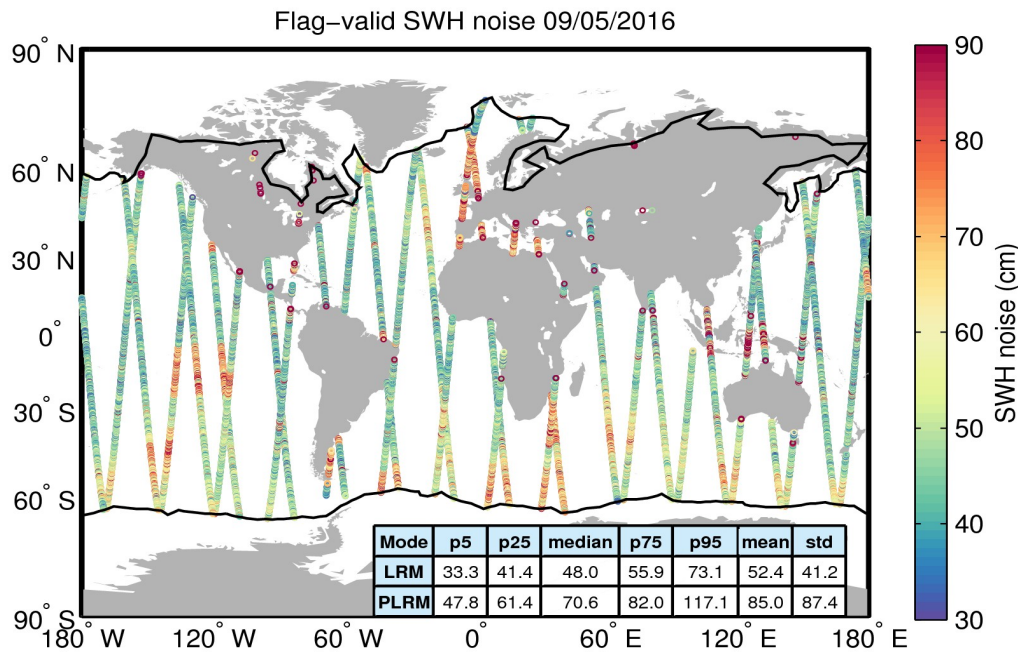 Flag−valid SWH noise 09/05/2016
90° N
60° N
30° N
0°
30° S
60° S
90° S
180° W
120° W
60° W
0°
60° E
120° E
180° E
Mode p5 p25 median p75 p95 mean std
LRM 33.3 41.4 48.0 55.9 73.1 52.4 41.2
PLRM 47.8 61.4 70.6 82.0 117.1 85.0 87.4
90
80
70
60
50
40
30
SWH noise (cm)